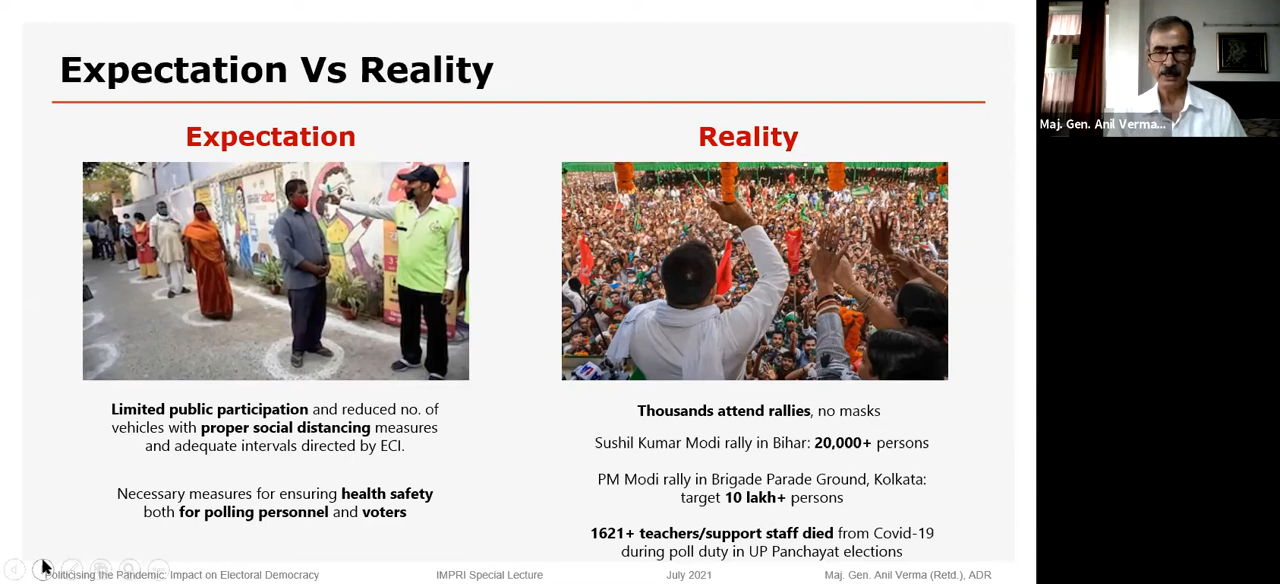 Expectation Vs Reality
Expectation
Limited public participation and reduced no. of
vehicles with proper social distancing measures
and adequate intervals directed by ECI.
Necessary measures for ensuring health safety
both for polling personnel and voters
Reality
Thousands attend rallies, no masks
Sushil Kumar Modi rally in Bihar: 20,000+ persons
PM Modi rally in Brigade Parade Ground, Kolkata:
target 10 lakh+ persons
1621+ teachers/support staff died from Covid-19
during poll duty in UP Panchayat elections
Politicising the Pandemic: Impact on Electoral Democracy
IMPRI Special Lecture
July 2021
Maj. Gen. Anil Verma (Retd.), ADR
Maj. Gen. Anil Verma...